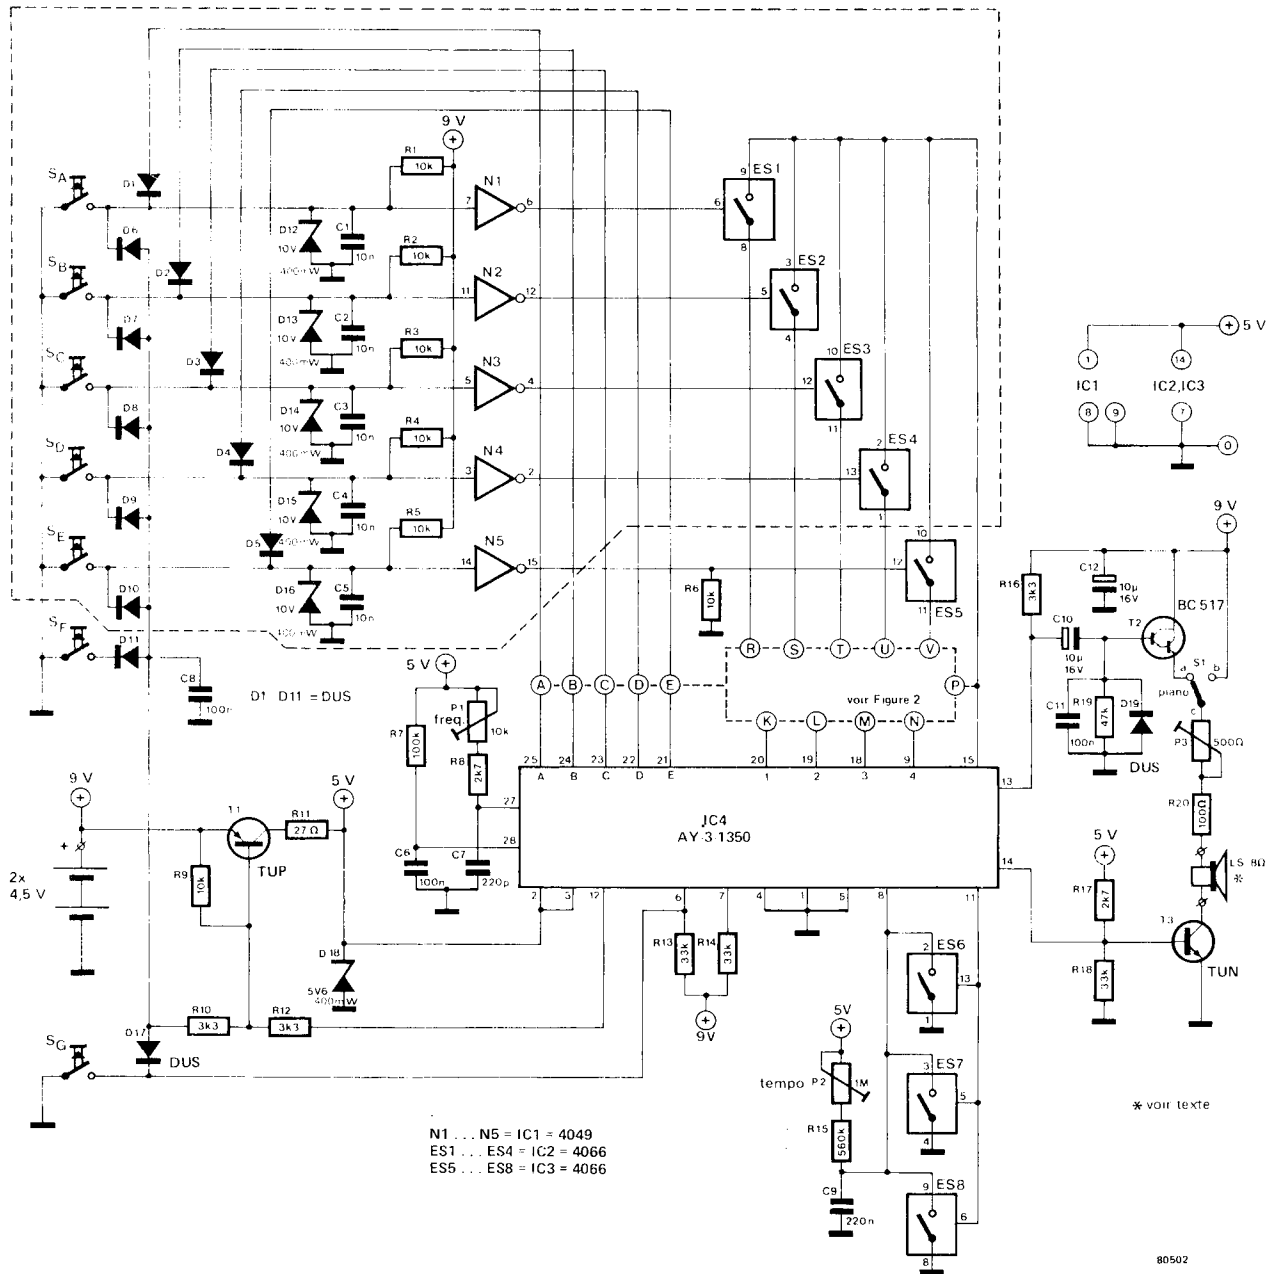 9 V
R1
10k
SA
D1
N1
7
6
9
ES1
6
8
D6
D12
10V
400mW
C1
10n
R2
10k
SB
D2
N2
11
12
3
ES2
5
4
D7
D13
10V
400mW
C2
10n
R3
10k
SC
D3
N3
5
4
10
ES3
12
11
D8
D14
10V
400mW
C3
10n
R4
10k
SD
D4
N4
3
2
2
ES4
13
1
D9
D15
10V
400mW
C4
10n
R5
10k
SE
D5
N5
14
15
10
12
11
ES5
D10
D16
10V
400mW
C5
10n
R6
10k
SF
D11
C8
100n
D1 D11 = DUS
5 V
1
14
IC1
IC2,IC3
8
9
7
0
9 V
R16
3k3
C12
10µ
16V
BC 517
T2
C10
10µ
16V
S1
a
b
piano
c
C11
100n
R19
47k
D19
DUS
P3
500Ω
R20
100Ω
LS 8Ω
*
5 V
R17
2k7
R18
33k
T3
TUN
R
S
T
U
V
A
B
C
D
E
voir Figure 2
P
K
L
M
N
5 V
P1
freq.
10k
R7
100k
R8
2k7
25
24
23
22
21
20
19
18
9
15
A
B
C
D
E
1
2
3
4
27
28
13
14
IC4
AY-3-1350
C6
100n
C7
220p
2
3
12
6
7
4
1
5
8
11
9 V
2x
4,5 V
+
T1
TUP
R9
10k
R11
27 Ω
5 V
D18
5V6
400mW
R10
3k3
R12
3k3
D17
DUS
SG
R13
33k
R14
33k
9V
2
ES6
13
1
5V
tempo
P2
1M
R15
560k
C9
220n
3
ES7
5
4
9
ES8
6
8
* voir texte
N1 ... N5 = IC1 = 4049
ES1 ... ES4 = IC2 = 4066
ES5 ... ES8 = IC3 = 4066
80502